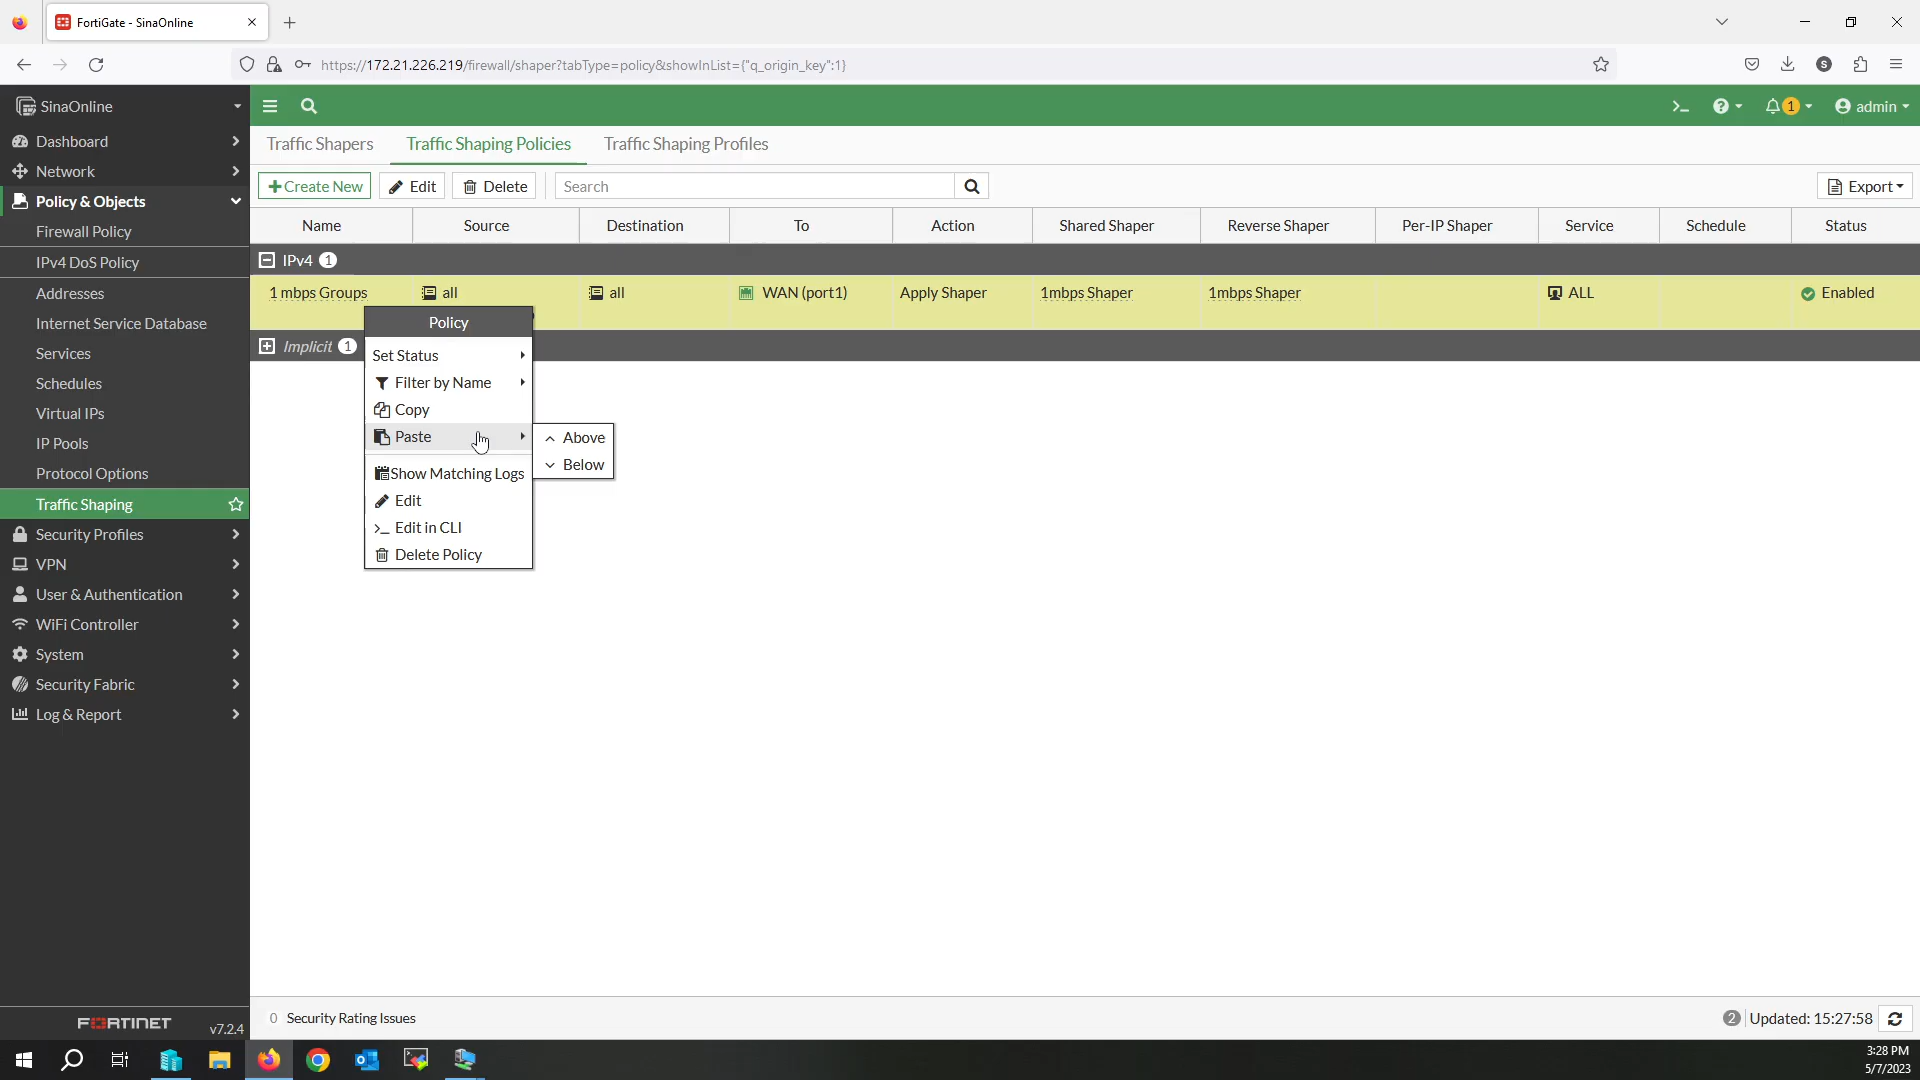 FortiGate - SinaOnline
https://172.21.226.219/firewall/shaper?tabType=policy&showInList={"q_origin_key":1}
SinaOnline
1
admin
Dashboard
Network
Policy & Objects
Firewall Policy
IPv4 DoS Policy
Addresses
Internet Service Database
Services
Schedules
Virtual IPs
IP Pools
Protocol Options
Traffic Shaping
Security Profiles
VPN
User & Authentication
WiFi Controller
System
Security Fabric
Log & Report
FORTINET
v7.2.4
Traffic Shapers Traffic Shaping Policies Traffic Shaping Profiles
Create New Edit Delete Search Export
Name Source Destination To Action Shared Shaper Reverse Shaper Per-IP Shaper Service Schedule Status
IPv4 1
1 mbps Groups all all WAN (port1) Apply Shaper 1mbps Shaper 1mbps Shaper ALL Enabled
Implicit 1
Policy
Set Status
Filter by Name
Copy
Paste
Above
Below
Show Matching Logs
Edit
Edit in CLI
Delete Policy
0 Security Rating Issues
2 Updated: 15:27:58
3:28 PM
5/7/2023